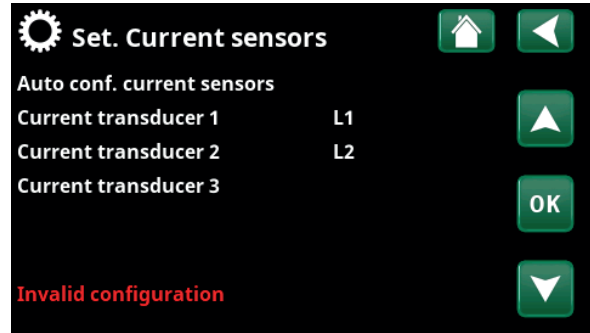 Set. Current sensors
Auto conf. current sensors
Current transducer 1 L1
Current transducer 2 L2
Current transducer 3
OK
Invalid configuration